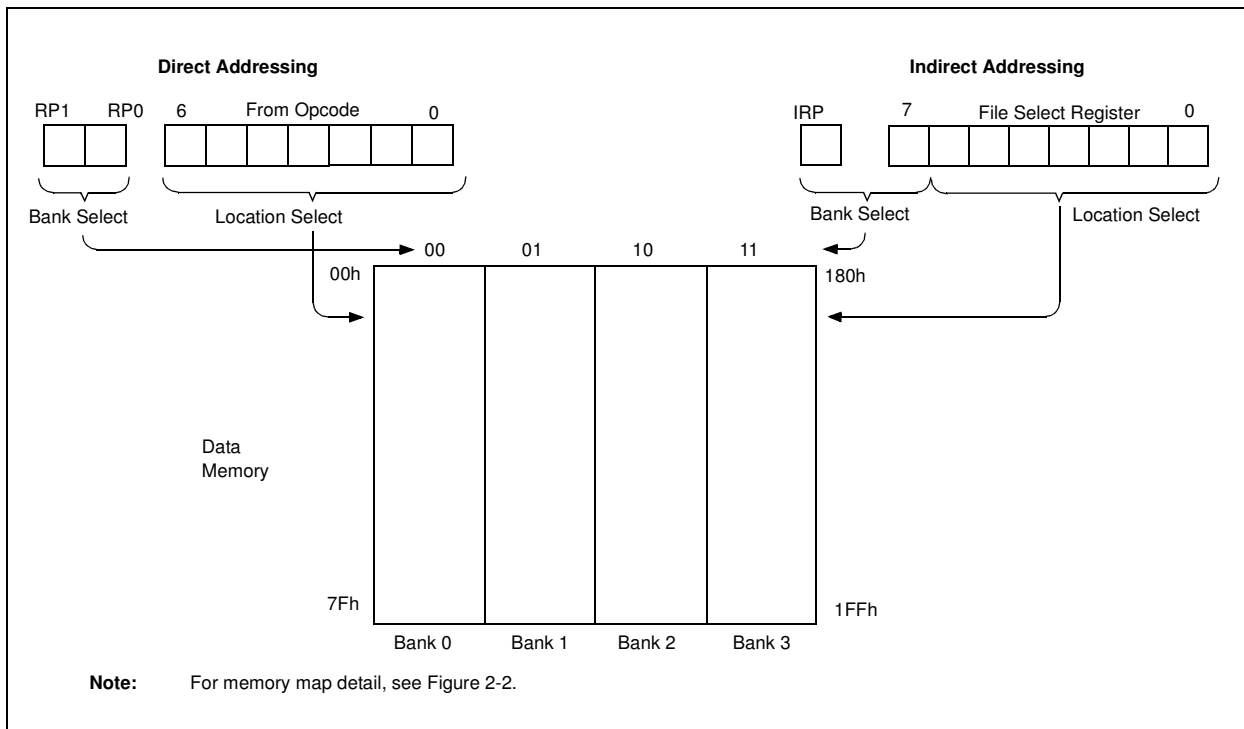 Direct Addressing
Indirect Addressing
RP1 RP0 6 From Opcode 0
IRP 7 File Select Register 0
Bank Select Location Select
Bank Select Location Select
00 01 10 11
00h 180h
Data
Memory
7Fh 1FFh
Bank 0 Bank 1 Bank 2 Bank 3
Note: For memory map detail, see Figure 2-2.